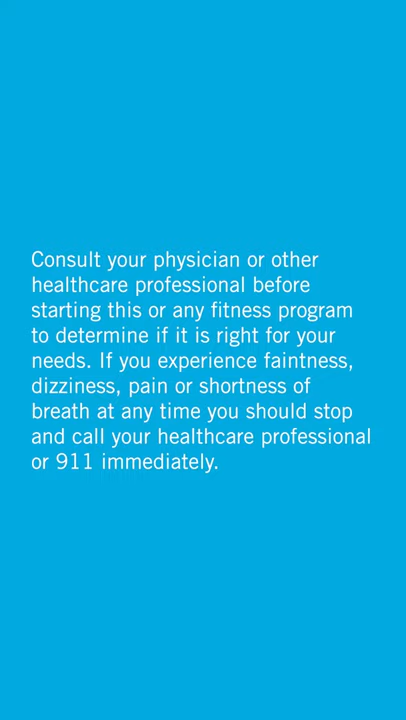 Consult your physician or other
healthcare professional before
starting this or any fitness program
to determine if it is right for your
needs. If you experience faintness,
dizziness, pain or shortness of
breath at any time you should stop
and call your healthcare professional
or 911 immediately.